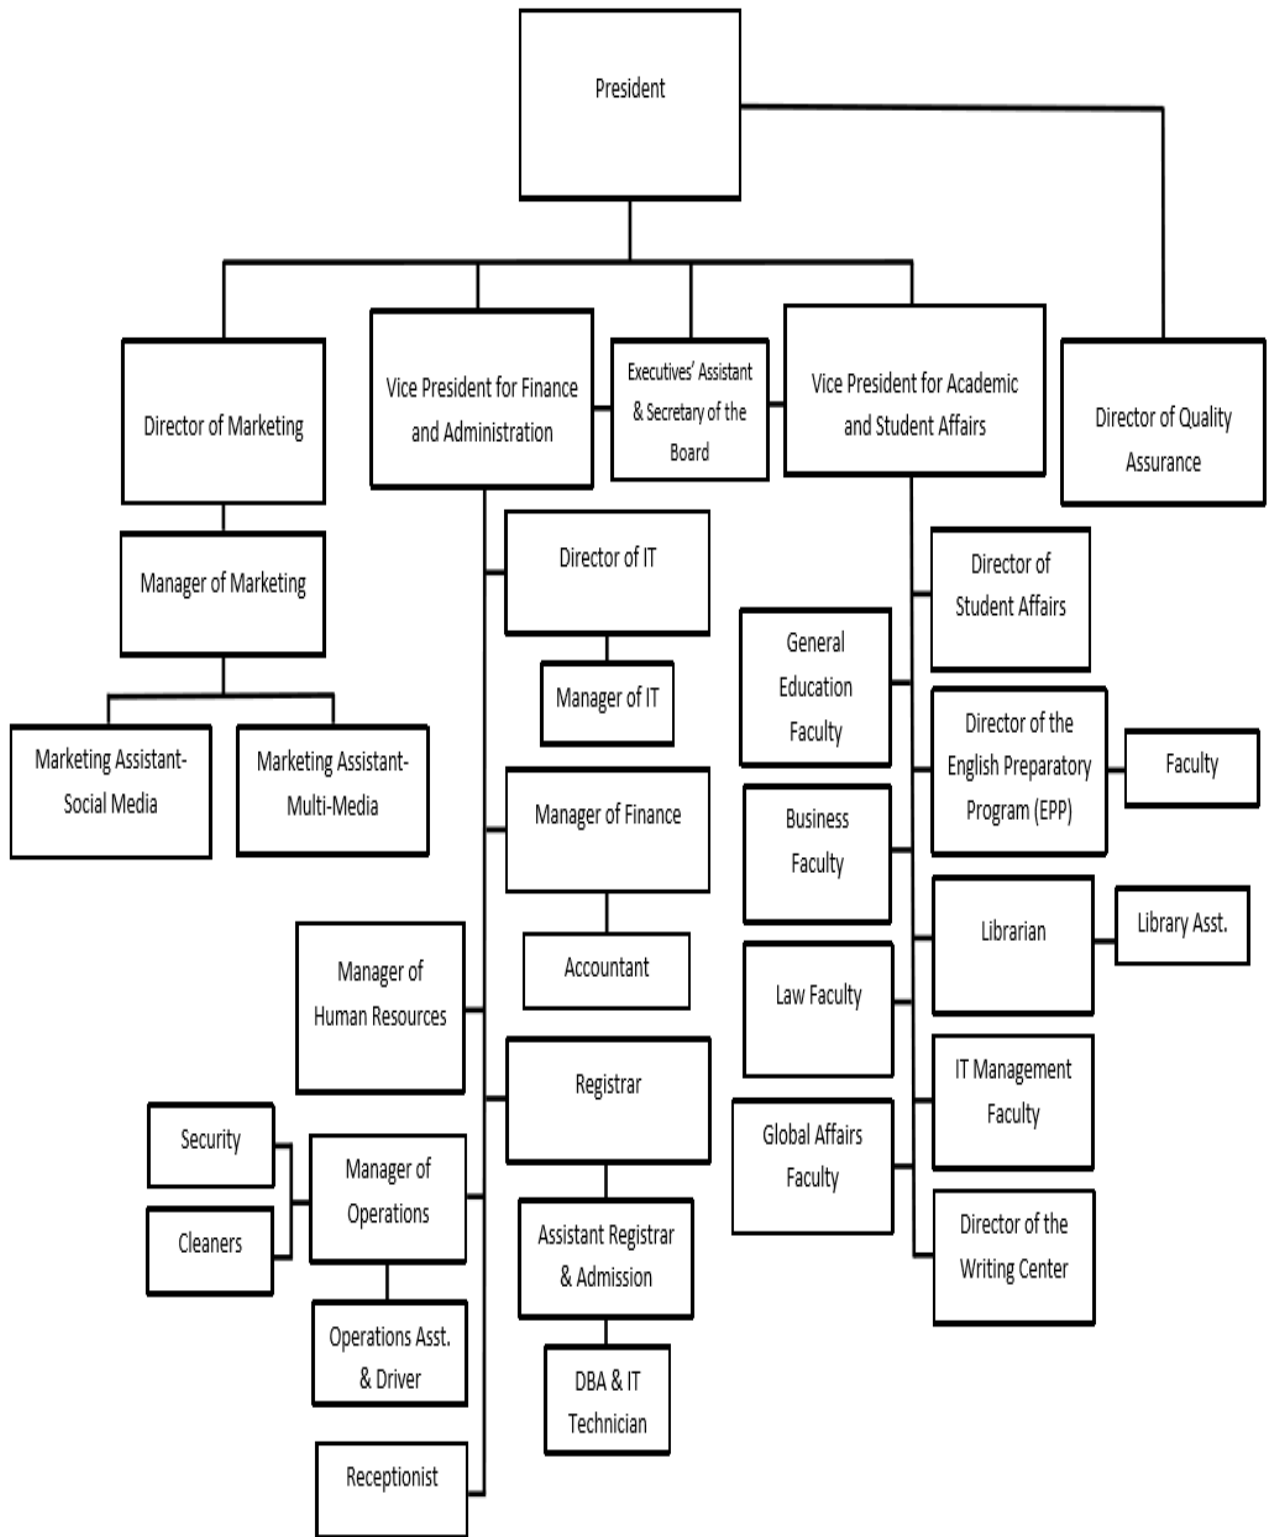 President
Director of Marketing
Vice President for Finance
and Administration
Executives' Assistant
& Secretary of the
Board
Vice President for Academic
and Student Affairs
Director of Quality
Assurance
Manager of Marketing
Marketing Assistant-
Social Media
Marketing Assistant-
Multi-Media
Director of IT
Manager of IT
Manager of Finance
Accountant
Manager of
Human Resources
Registrar
Assistant Registrar
& Admission
DBA & IT
Technician
Security
Cleaners
Manager of
Operations
Operations Asst.
& Driver
Receptionist
Director of
Student Affairs
General
Education
Faculty
Director of the
English Preparatory
Program (EPP)
Faculty
Business
Faculty
Librarian
Library Asst.
Law Faculty
IT Management
Faculty
Global Affairs
Faculty
Director of the
Writing Center